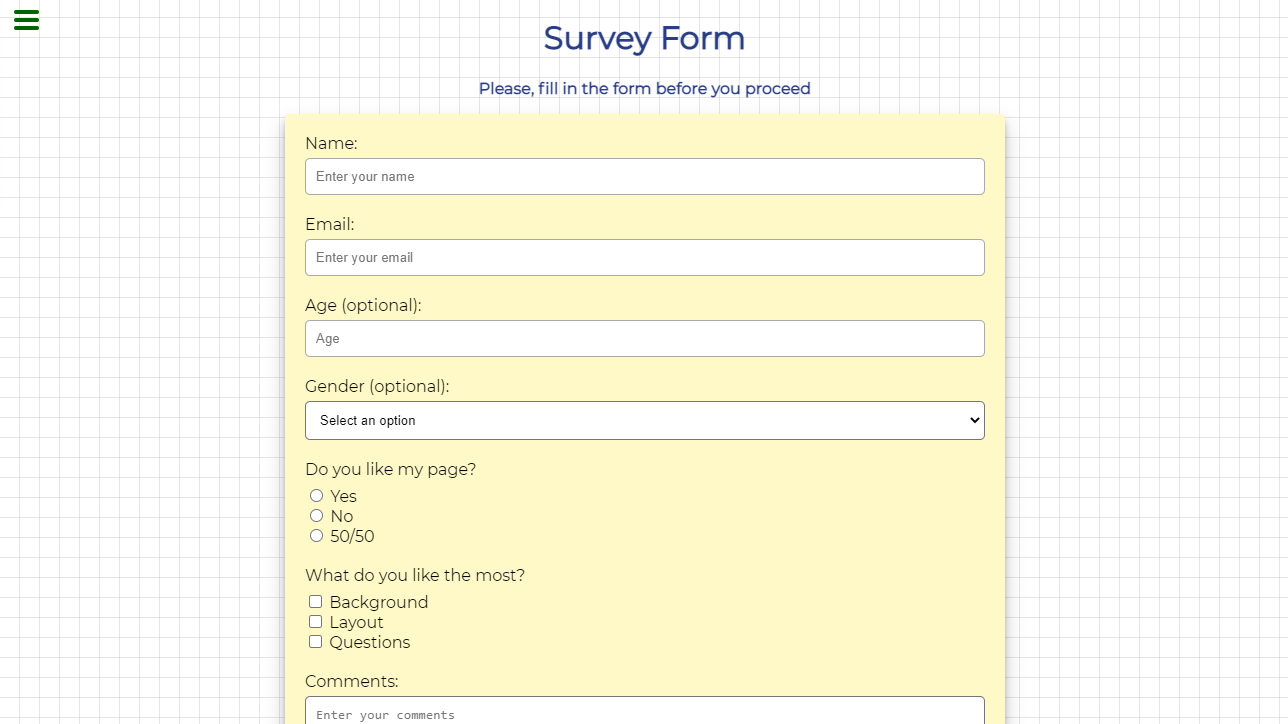 Survey Form
Please, fill in the form before you proceed
Name:
Enter your name
Email:
Enter your email
Age (optional):
Age
Gender (optional):
Select an option
Do you like my page?
Yes
No
50/50
What do you like the most?
Background
Layout
Questions
Comments:
Enter your comments